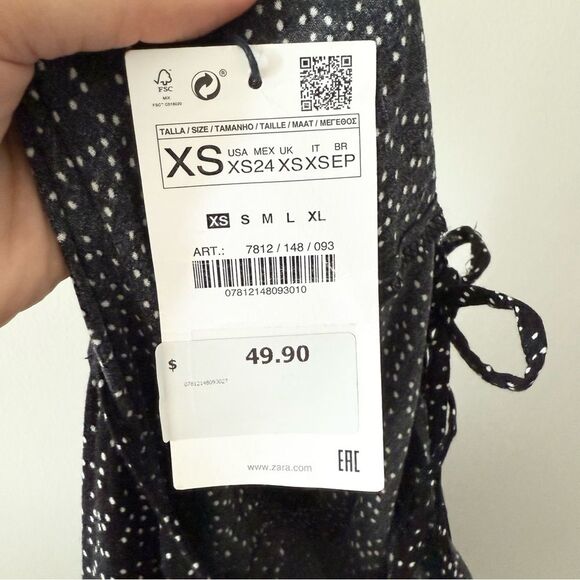 FSC
MIX
TALLA / SIZE / TAMANHO / TAILLE / MAAT / ΜΕΓΕΘΟΣ
XS USA XS MEX 24 UK XS IT XS BR EP
XS S M L XL
ART.: 7812 / 148 / 093
07812148093010
$ 49.90
07812148093027
www.zara.com
EAC